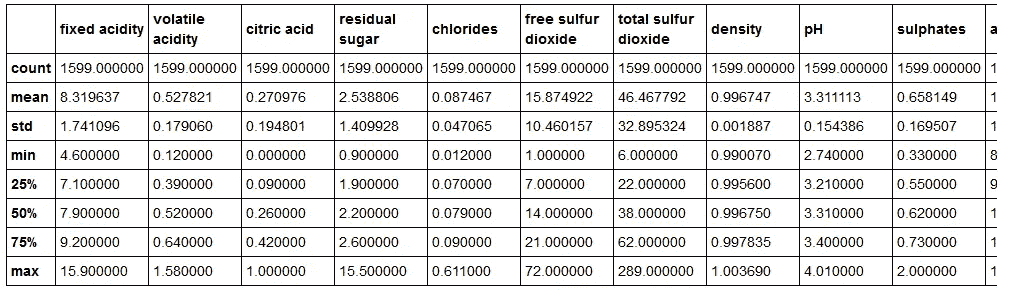 fixed acidity volatile acidity citric acid residual sugar chlorides free sulfur dioxide total sulfur dioxide density pH sulphates a
count 1599.000000 1599.000000 1599.000000 1599.000000 1599.000000 1599.000000 1599.000000 1599.000000 1599.000000 1599.000000 1
mean 8.319637 0.527821 0.270976 2.538806 0.087467 15.874922 46.467792 0.996747 3.311113 0.658149 1
std 1.741096 0.179060 0.194801 1.409928 0.047065 10.460157 32.895324 0.001887 0.154386 0.169507 1
min 4.600000 0.120000 0.000000 0.900000 0.012000 1.000000 6.000000 0.990070 2.740000 0.330000 8
25% 7.100000 0.390000 0.090000 1.900000 0.070000 7.000000 22.000000 0.995600 3.210000 0.550000 9
50% 7.900000 0.520000 0.260000 2.200000 0.079000 14.000000 38.000000 0.996750 3.310000 0.620000 1
75% 9.200000 0.640000 0.420000 2.600000 0.090000 21.000000 62.000000 0.997835 3.400000 0.730000 1
max 15.900000 1.580000 1.000000 15.500000 0.611000 72.000000 289.000000 1.003690 4.010000 2.000000 1